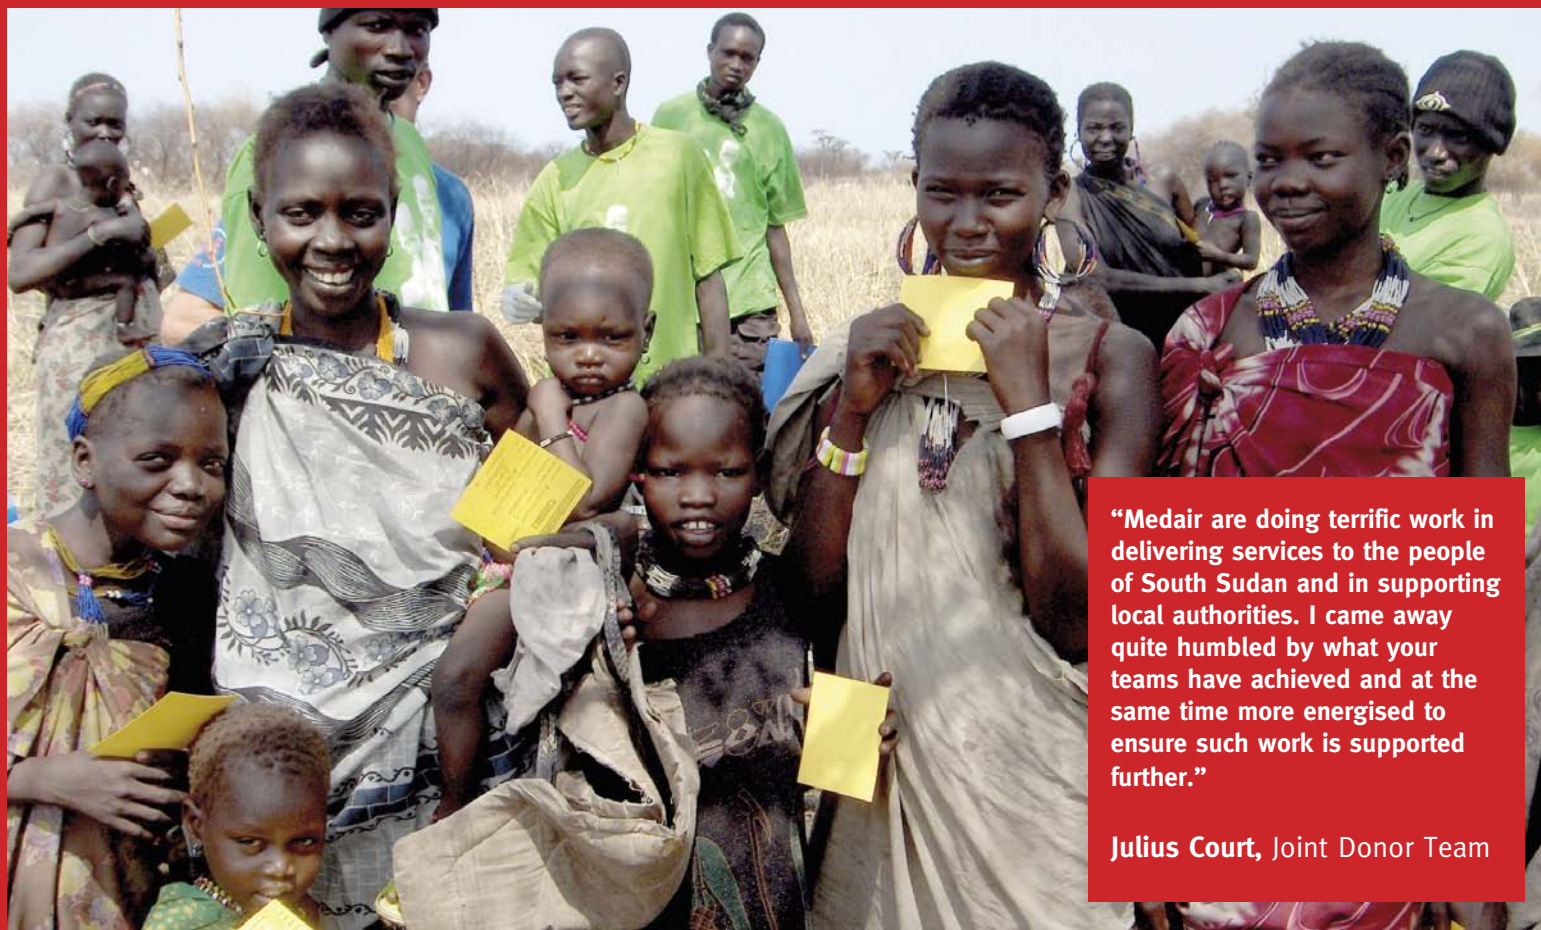 “Medair are doing terrific work in
delivering services to the people
of South Sudan and in supporting
local authorities. I came away
quite humbled by what your
teams have achieved and at the
same time more energised to
ensure such work is supported
further.”
Julius Court, Joint Donor Team